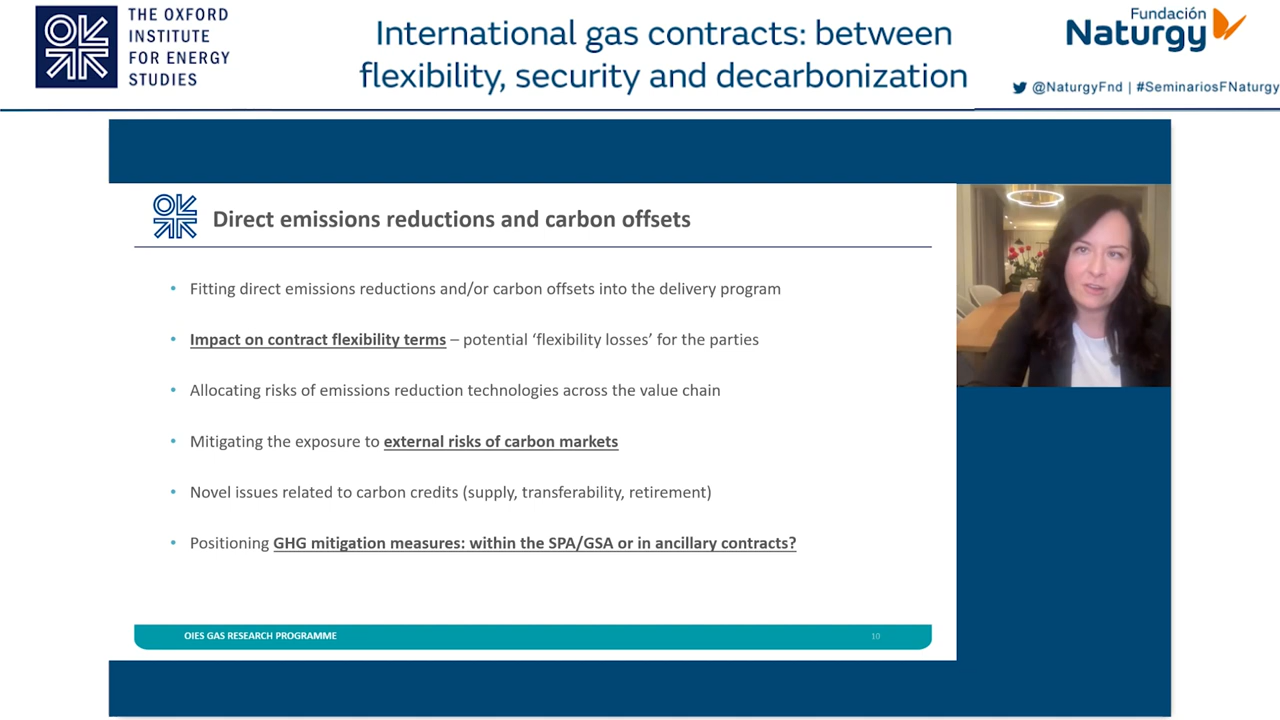 THE OXFORD
INSTITUTE
FOR ENERGY
STUDIES
International gas contracts: between
flexibility, security and decarbonization
Fundación
Naturgy
@NaturgyFnd | #SeminariosFNaturgy
Direct emissions reductions and carbon offsets
• Fitting direct emissions reductions and/or carbon offsets into the delivery program
• Impact on contract flexibility terms – potential ‘flexibility losses’ for the parties
• Allocating risks of emissions reduction technologies across the value chain
• Mitigating the exposure to external risks of carbon markets
• Novel issues related to carbon credits (supply, transferability, retirement)
• Positioning GHG mitigation measures: within the SPA/GSA or in ancillary contracts?
OIES GAS RESEARCH PROGRAMME
10